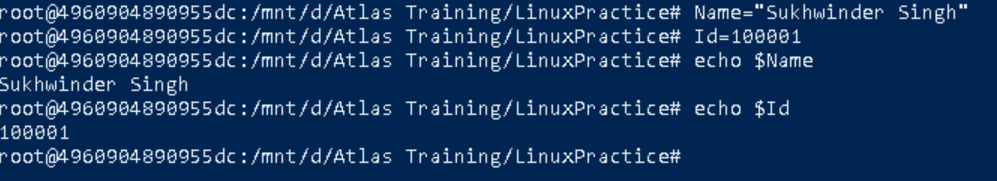 root@4960904890955dc:/mnt/d/Atlas Training/LinuxPractice# Name="Sukhwinder Singh"
root@4960904890955dc:/mnt/d/Atlas Training/LinuxPractice# Id=100001
root@4960904890955dc:/mnt/d/Atlas Training/LinuxPractice# echo $Name
Sukhwinder Singh
root@4960904890955dc:/mnt/d/Atlas Training/LinuxPractice# echo $Id
100001
root@4960904890955dc:/mnt/d/Atlas Training/LinuxPractice#